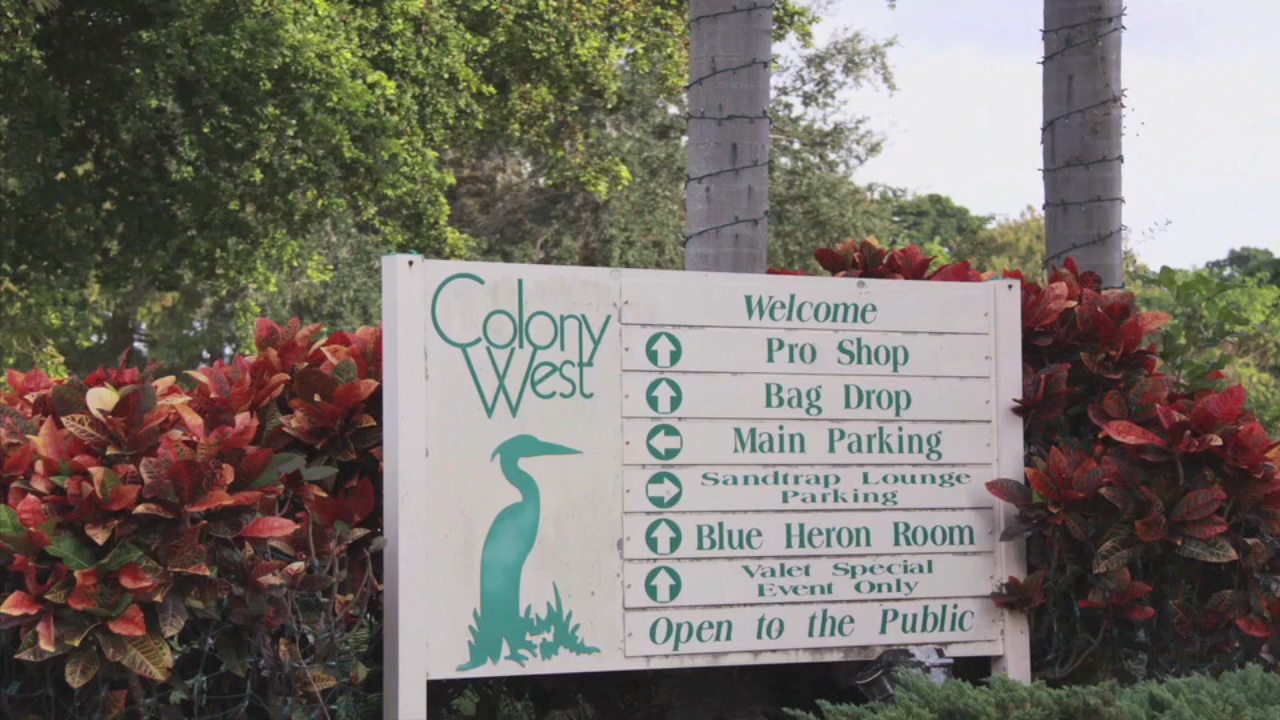 Colony
West
Welcome
Pro Shop
Bag Drop
Main Parking
Sandtrap Lounge
Parking
Blue Heron Room
Valet Special
Event Only
Open to the Public